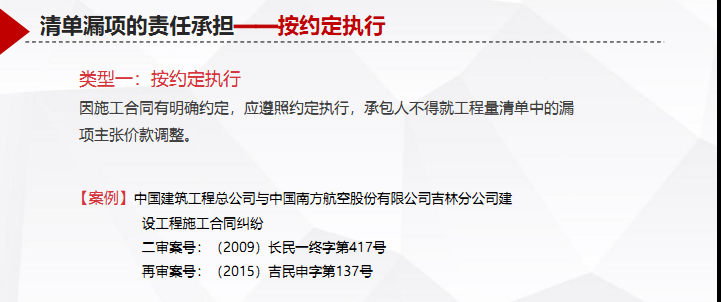 清单漏项的责任承担——按约定执行
类型一：按约定执行
因施工合同有明确约定，应遵照约定执行，承包人不得就工程量清单中的漏
项主张价款调整。
【案例】中国建筑工程总公司与中国南方航空股份有限公司吉林分公司建
设工程施工合同纠纷
二审案号：（2009）长民一终字第417号
再审案号：（2015）吉民申字第137号